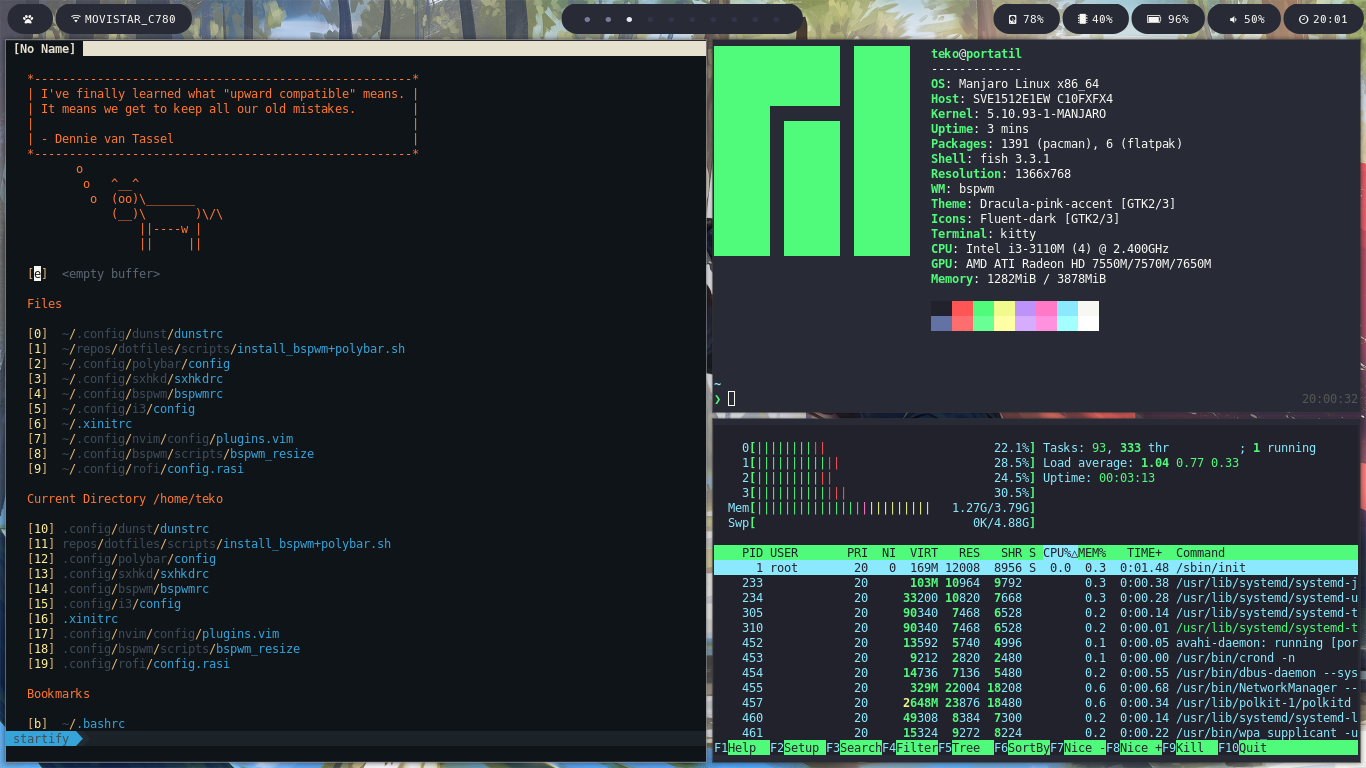 MOVISTAR_C780
78%
40%
96%
50%
20:01
[No Name]
*------------------------------------------------------*
| I've finally learned what "upward compatible" means. |
| It means we get to keep all our old mistakes. |
| |
| - Dennie van Tassel |
*------------------------------------------------------*
o
o ^__^
o (oo)\_______
(__)\ )\/\
||----w |
|| ||
[e] <empty buffer>
Files
[0] ~/.config/dunst/dunstrc
[1] ~/repos/dotfiles/scripts/install_bspwm+polybar.sh
[2] ~/.config/polybar/config
[3] ~/.config/sxhkd/sxhkdrc
[4] ~/.config/bspwm/bspwmrc
[5] ~/.config/i3/config
[6] ~/.xinitrc
[7] ~/.config/nvim/config/plugins.vim
[8] ~/.config/bspwm/scripts/bspwm_resize
[9] ~/.config/rofi/config.rasi
Current Directory /home/teko
[10] .config/dunst/dunstrc
[11] repos/dotfiles/scripts/install_bspwm+polybar.sh
[12] .config/polybar/config
[13] .config/sxhkd/sxhkdrc
[14] .config/bspwm/bspwmrc
[15] .config/i3/config
[16] .xinitrc
[17] .config/nvim/config/plugins.vim
[18] .config/bspwm/scripts/bspwm_resize
[19] .config/rofi/config.rasi
Bookmarks
[b] ~/.bashrc
startify
teko@portatil
-------------
OS: Manjaro Linux x86_64
Host: SVE1512E1EW C10FXFX4
Kernel: 5.10.93-1-MANJARO
Uptime: 3 mins
Packages: 1391 (pacman), 6 (flatpak)
Shell: fish 3.3.1
Resolution: 1366x768
WM: bspwm
Theme: Dracula-pink-accent [GTK2/3]
Icons: Fluent-dark [GTK2/3]
Terminal: kitty
CPU: Intel i3-3110M (4) @ 2.400GHz
GPU: AMD ATI Radeon HD 7550M/7570M/7650M
Memory: 1282MiB / 3878MiB
~
❯ 20:00:32
0[|||||||||| 22.1%] Tasks: 93, 333 thr ; 1 running
1[|||||||||||| 28.5%] Load average: 1.04 0.77 0.33
2[||||||||||| 24.5%] Uptime: 00:03:13
3[||||||||||||| 30.5%]
Mem[||||||||||||||||||||||||| 1.27G/3.79G]
Swp[ 0K/4.88G]
PID USER PRI NI VIRT RES SHR S CPU%△MEM% TIME+ Command
1 root 20 0 169M 12008 8956 S 0.0 0.3 0:01.48 /sbin/init
233 20 103M 10964 9792 0.3 0:00.38 /usr/lib/systemd/systemd-j
234 20 33200 10820 7668 0.3 0:00.28 /usr/lib/systemd/systemd-u
305 20 90340 7468 6528 0.2 0:00.14 /usr/lib/systemd/systemd-t
310 20 90340 7468 6528 0.2 0:00.01 /usr/lib/systemd/systemd-t
452 20 13592 5740 4996 0.1 0:00.05 avahi-daemon: running [por
453 20 9212 2820 2480 0.1 0:00.00 /usr/bin/crond -n
454 20 14736 7136 5480 0.2 0:00.55 /usr/bin/dbus-daemon --sys
455 20 329M 22004 18208 0.6 0:00.68 /usr/bin/NetworkManager --
457 20 2648M 23876 18480 0.6 0:00.34 /usr/lib/polkit-1/polkitd
460 20 49308 8384 7300 0.2 0:00.14 /usr/lib/systemd/systemd-l
461 20 15324 9272 8224 0.2 0:00.22 /usr/bin/wpa_supplicant -u
F1Help F2Setup F3SearchF4FilterF5Tree F6SortByF7Nice -F8Nice +F9Kill F10Quit